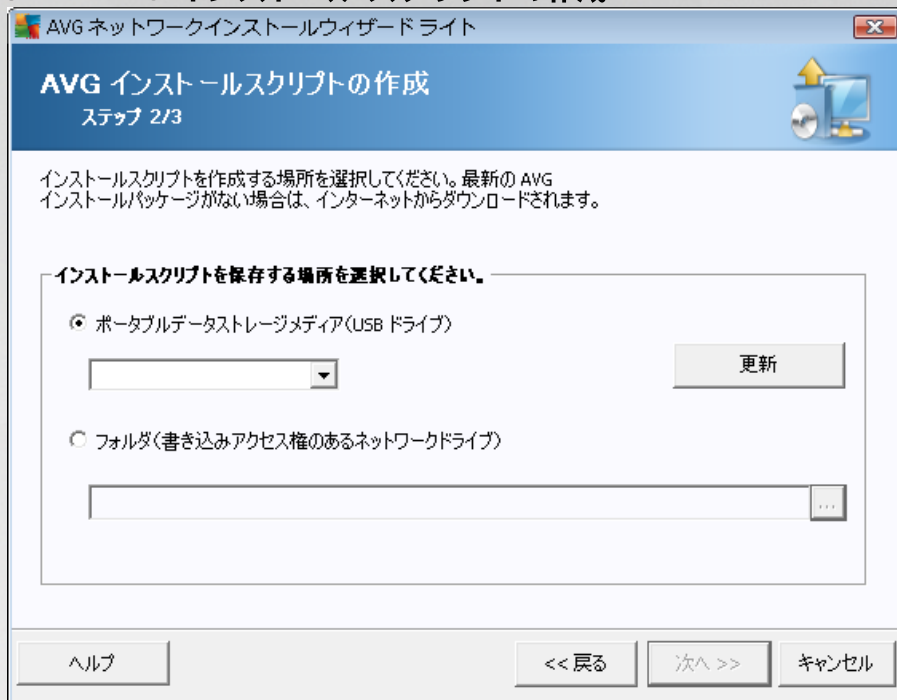 AVG ネットワークインストールウィザード ライト
AVG インストールスクリプトの作成
ステップ 2/3
インストールスクリプトを作成する場所を選択してください。最新の AVG
インストールパッケージがない場合は、インターネットからダウンロードされます。
インストールスクリプトを保存する場所を選択してください。
ポータブルデータストレージメディア(USB ドライブ)
更新
フォルダ(書き込みアクセス権のあるネットワークドライブ)
...
ヘルプ
<< 戻る
次へ >>
キャンセル